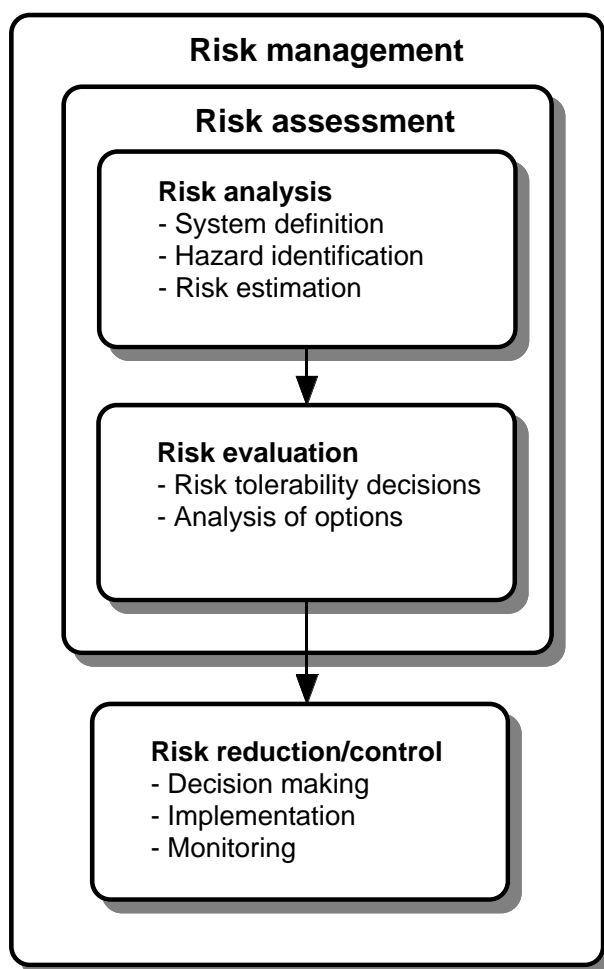 Risk management
Risk assessment
Risk analysis
- System definition
- Hazard identification
- Risk estimation
Risk evaluation
- Risk tolerability decisions
- Analysis of options
Risk reduction/control
- Decision making
- Implementation
- Monitoring